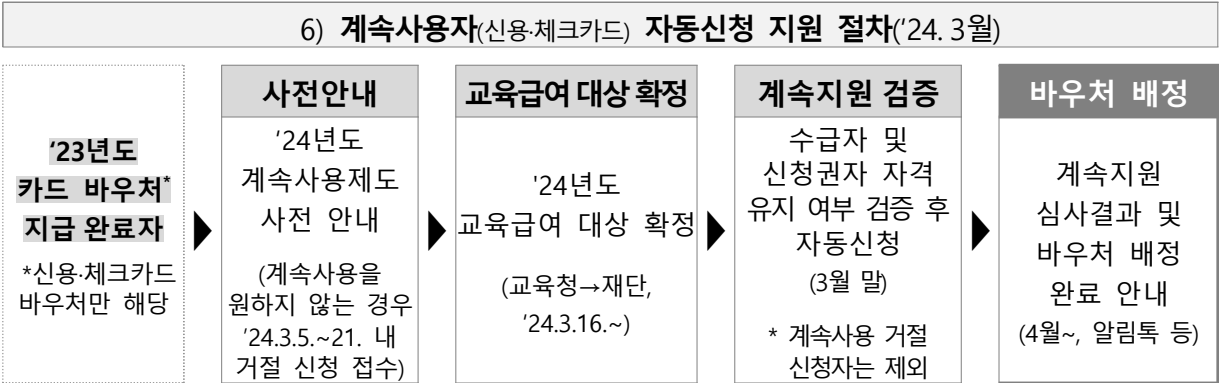 6) 계속사용자(신용·체크카드) 자동신청 지원 절차(‘24. 3월)
‘23년도
카드 바우처*
지급 완료자
*신용·체크카드
바우처만 해당
사전안내
’24년도
계속사용제도
사전 안내
(계속사용을
원하지 않는 경우
’24.3.5.~21. 내
거절 신청 접수)
교육급여 대상 확정
'24년도
교육급여 대상 확정
(교육청→재단,
’24.3.16.~)
계속지원 검증
수급자 및
신청권자 자격
유지 여부 검증 후
자동신청
(3월 말)
* 계속사용 거절
신청자는 제외
바우처 배정
계속지원
심사결과 및
바우처 배정
완료 안내
(4월~, 알림톡 등)